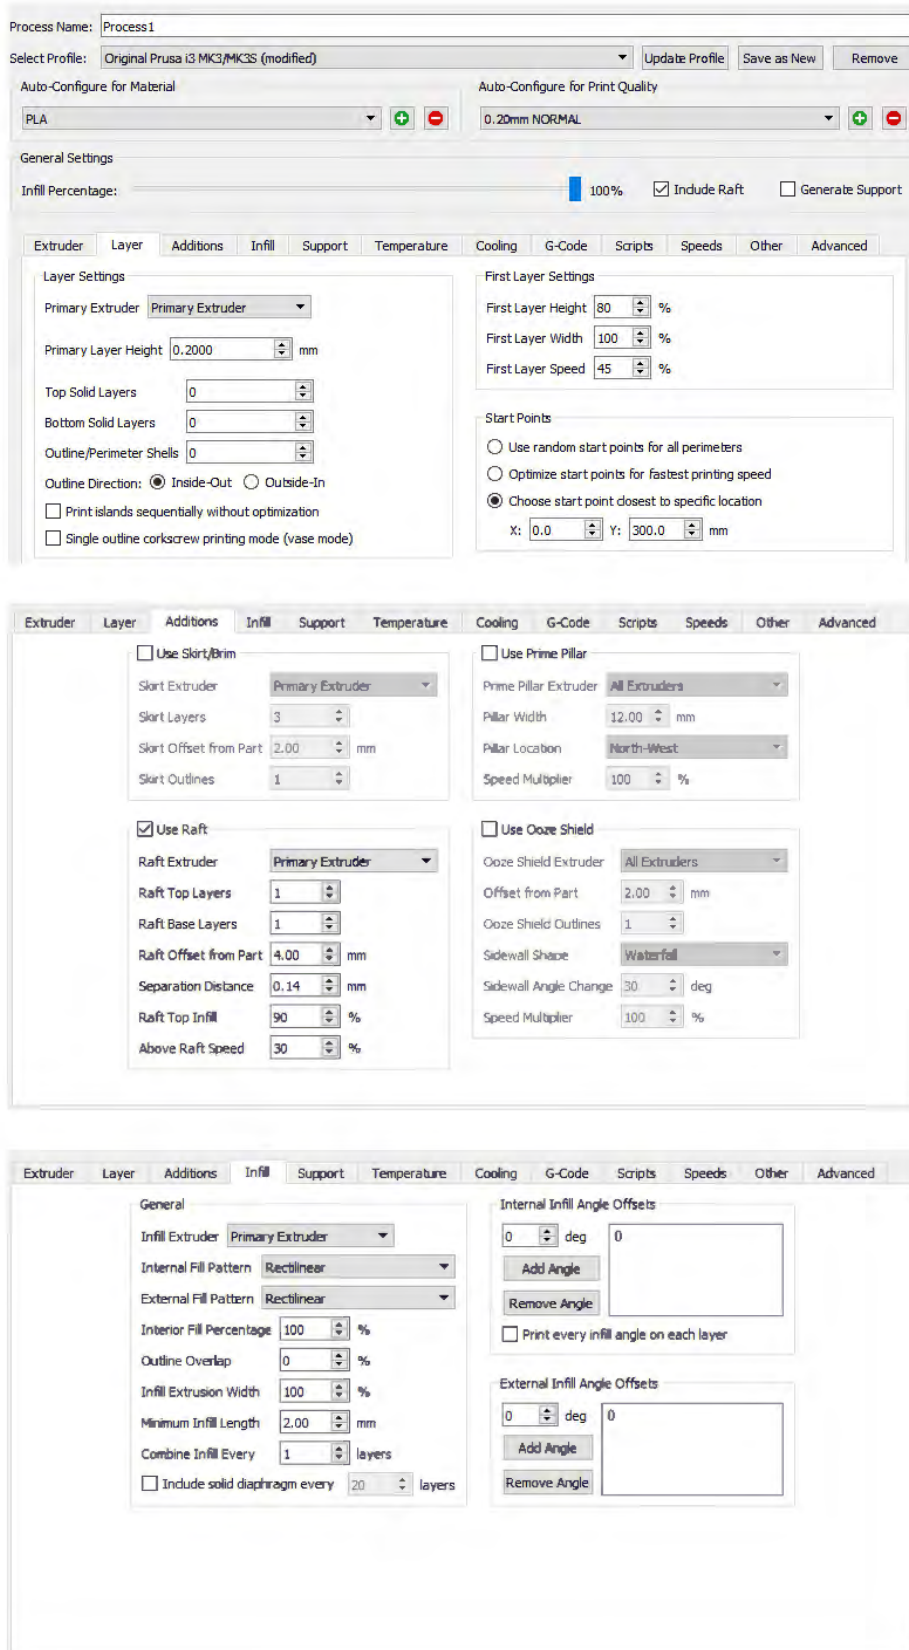 Process Name: Process1
Select Profile: Original Prusa i3 MK3/MK3S (modified) Update Profile Save as New Remove
Auto-Configure for Material Auto-Configure for Print Quality
PLA 0.20mm NORMAL
General Settings
Infill Percentage: 100% Include Raft Generate Support
Extruder Layer Additions Infill Support Temperature Cooling G-Code Scripts Speeds Other Advanced
Layer Settings
Primary Extruder Primary Extruder
Primary Layer Height 0.2000 mm
Top Solid Layers 0
Bottom Solid Layers 0
Outline/Perimeter Shells 0
Outline Direction: Inside-Out Outside-In
Print islands sequentially without optimization
Single outline corkscrew printing mode (vase mode)
First Layer Settings
First Layer Height 80 %
First Layer Width 100 %
First Layer Speed 45 %
Start Points
Use random start points for all perimeters
Optimize start points for fastest printing speed
Choose start point closest to specific location
X: 0.0 Y: 300.0 mm
Extruder Layer Additions Infill Support Temperature Cooling G-Code Scripts Speeds Other Advanced
Use Skirt/Brim
Skirt Extruder Primary Extruder
Skirt Layers 3
Skirt Offset from Part 2.00 mm
Skirt Outlines 1
Use Prime Pillar
Prime Pillar Extruder All Extruders
Pillar Width 12.00 mm
Pillar Location North-West
Speed Multiplier 100 %
Use Raft
Raft Extruder Primary Extruder
Raft Top Layers 1
Raft Base Layers 1
Raft Offset from Part 4.00 mm
Separation Distance 0.14 mm
Raft Top Infill 90 %
Above Raft Speed 30 %
Use Ooze Shield
Ooze Shield Extruder All Extruders
Offset from Part 2.00 mm
Ooze Shield Outlines 1
Sidewall Shape Waterfall
Sidewall Angle Change 30 deg
Speed Multiplier 100 %
Extruder Layer Additions Infill Support Temperature Cooling G-Code Scripts Speeds Other Advanced
General
Infill Extruder Primary Extruder
Internal Fill Pattern Rectilinear
External Fill Pattern Rectilinear
Interior Fill Percentage 100 %
Outline Overlap 0 %
Infill Extrusion Width 100 %
Minimum Infill Length 2.00 mm
Combine Infill Every 1 layers
Include solid diaphragm every 20 layers
Internal Infill Angle Offsets
0 deg 0
Add Angle
Remove Angle
Print every infill angle on each layer
External Infill Angle Offsets
0 deg 0
Add Angle
Remove Angle